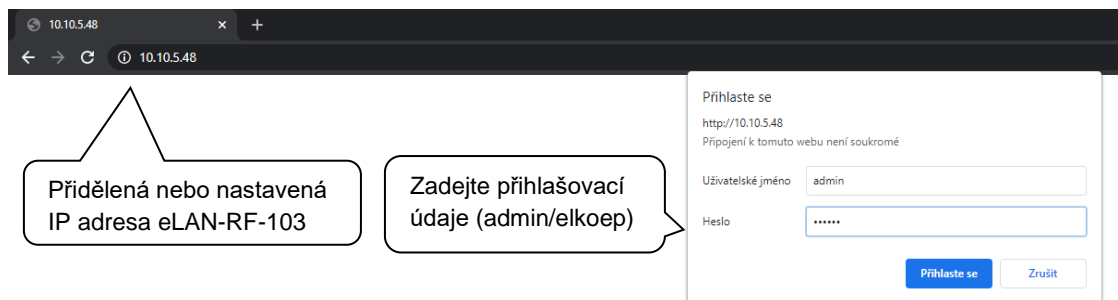 10.10.5.48
10.10.5.48
Přihlaste se
http://10.10.5.48
Připojení k tomuto webu není soukromé
Uživatelské jméno admin
Heslo ••••••
Přihlaste se Zrušit
Přidělená nebo nastavená
IP adresa eLAN-RF-103
Zadejte přihlašovací
údaje (admin/elkoep)